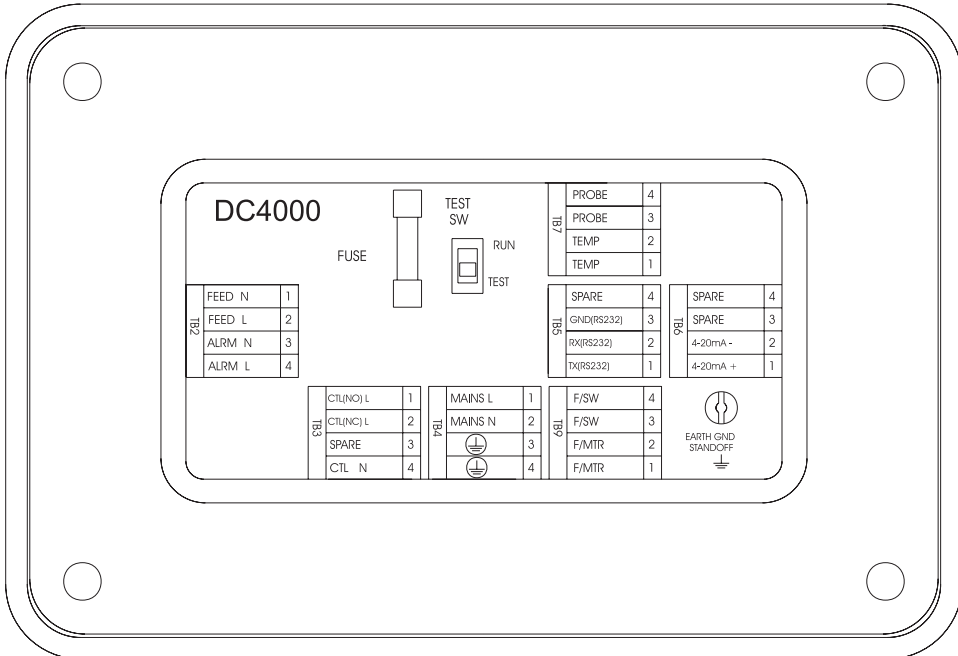 DC4000
FUSE
TEST
SW
RUN
TEST
TB7
PROBE 4
PROBE 3
TEMP 2
TEMP 1
TB2
FEED N 1
FEED L 2
ALRM N 3
ALRM L 4
TB5
SPARE 4
GND(RS232) 3
RX(RS232) 2
TX(RS232) 1
TB6
SPARE 4
SPARE 3
4-20mA - 2
4-20mA + 1
TB3
CTL(NO) L 1
CTL(NC) L 2
SPARE 3
CTL N 4
TB4
MAINS L 1
MAINS N 2
3
4
TB9
F/SW 4
F/SW 3
F/MTR 2
F/MTR 1
EARTH GND
STANDOFF